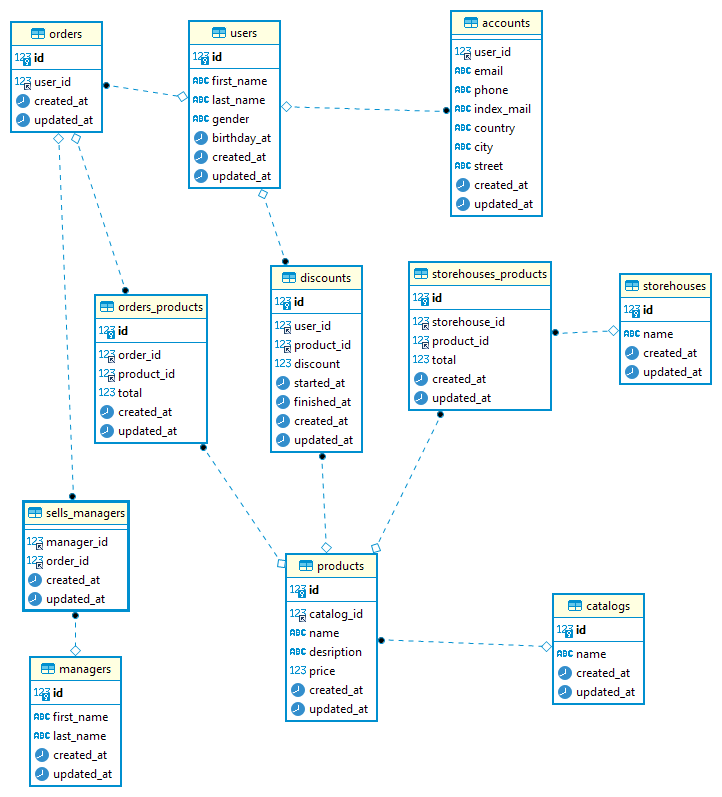 orders
123 id
123 user_id
created_at
updated_at
users
123 id
ABC first_name
ABC last_name
ABC gender
birthday_at
created_at
updated_at
accounts
123 user_id
ABC email
ABC phone
ABC index_mail
ABC country
ABC city
ABC street
created_at
updated_at
orders_products
123 id
123 order_id
123 product_id
123 total
created_at
updated_at
discounts
123 id
123 user_id
123 product_id
123 discount
started_at
finished_at
created_at
updated_at
storehouses_products
123 id
123 storehouse_id
123 product_id
123 total
created_at
updated_at
storehouses
123 id
ABC name
created_at
updated_at
sells_managers
123 manager_id
123 order_id
created_at
updated_at
managers
123 id
ABC first_name
ABC last_name
created_at
updated_at
products
123 id
123 catalog_id
ABC name
ABC desription
123 price
created_at
updated_at
catalogs
123 id
ABC name
created_at
updated_at